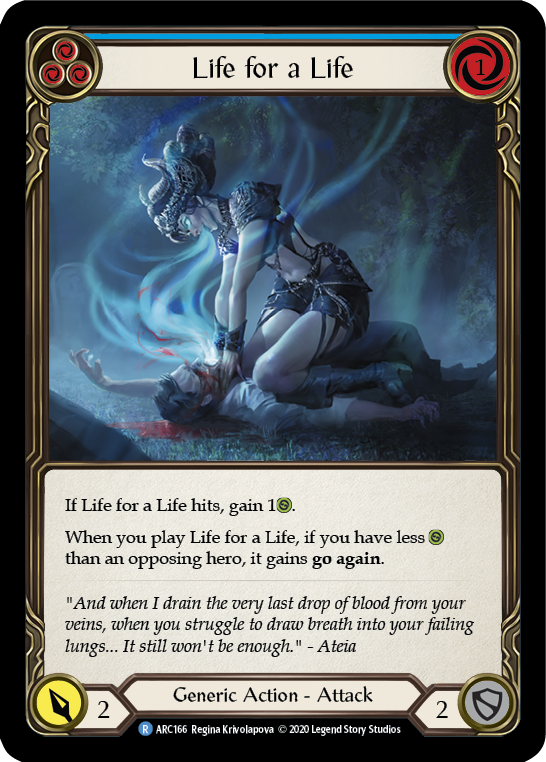 Life for a Life
1
If Life for a Life hits, gain 1.
When you play Life for a Life, if you have less
than an opposing hero, it gains go again.
"And when I drain the very last drop of blood from your
veins, when you struggle to draw breath into your failing
lungs... It still won't be enough." - Ateia
2
Generic Action - Attack
2
R ARC166 Regina Krivolapova © 2020 Legend Story Studios